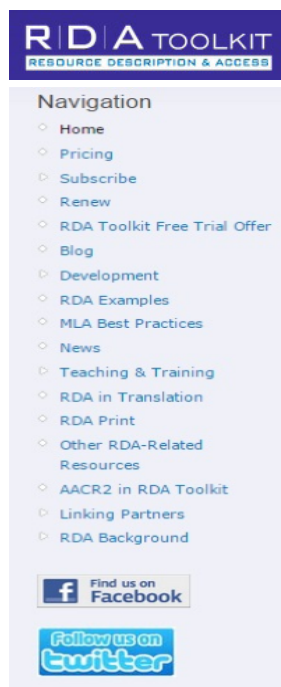 R|D|A TOOLKIT
RESOURCE DESCRIPTION & ACCESS
Navigation
Home
Pricing
Subscribe
Renew
RDA Toolkit Free Trial Offer
Blog
Development
RDA Examples
MLA Best Practices
News
Teaching & Training
RDA in Translation
RDA Print
Other RDA-Related
Resources
AACR2 in RDA Toolkit
Linking Partners
RDA Background
Find us on
Facebook
Follow us on
twitter